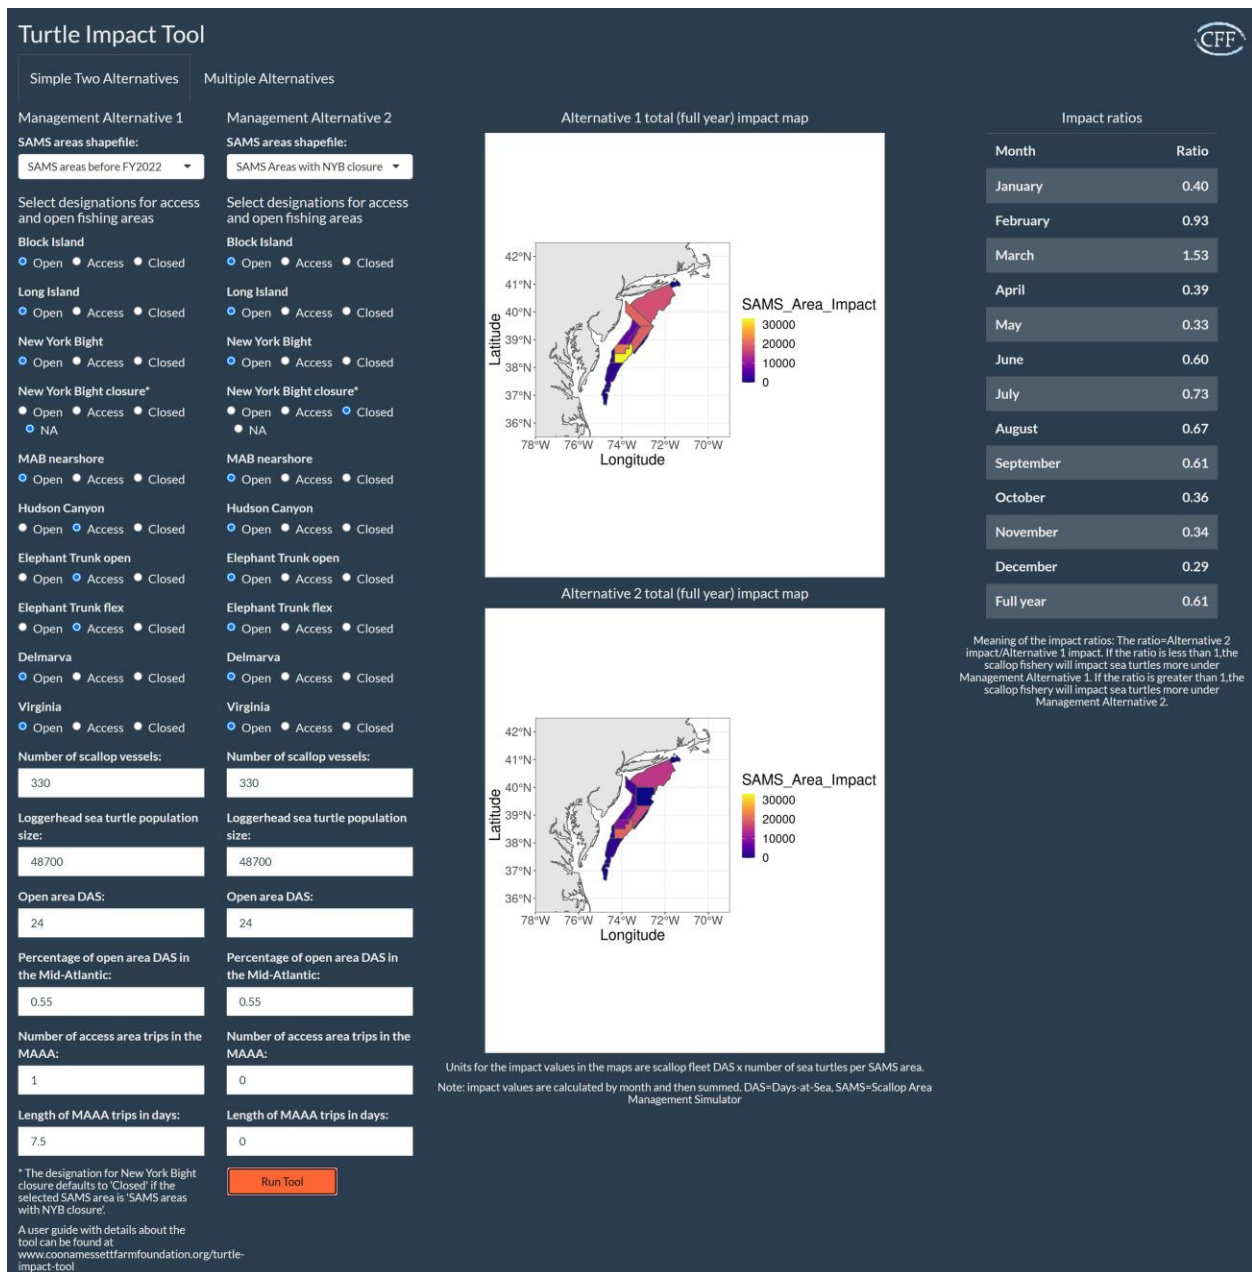 Turtle Impact Tool
CFF
Simple Two Alternatives
Multiple Alternatives
Management Alternative 1
SAMS areas shapefile:
SAMS areas before FY2022
Select designations for access
and open fishing areas
Block Island
Open Access Closed
Long Island
Open Access Closed
New York Bight
Open Access Closed
New York Bight closure*
Open Access Closed
NA
MAB nearshore
Open Access Closed
Hudson Canyon
Open Access Closed
Elephant Trunk open
Open Access Closed
Elephant Trunk flex
Open Access Closed
Delmarva
Open Access Closed
Virginia
Open Access Closed
Number of scallop vessels:
330
Loggerhead sea turtle population
size:
48700
Open area DAS:
24
Percentage of open area DAS in
the Mid-Atlantic:
0.55
Number of access area trips in the
MAAA:
1
Length of MAAA trips in days:
7.5
* The designation for New York Bight
closure defaults to 'Closed' if the
selected SAMS area is 'SAMS areas
with NYB closure'.
A user guide with details about the
tool can be found at
www.coonamessettfarmfoundation.org/turtle-
impact-tool
Management Alternative 2
SAMS areas shapefile:
SAMS Areas with NYB closure
Select designations for access
and open fishing areas
Block Island
Open Access Closed
Long Island
Open Access Closed
New York Bight
Open Access Closed
New York Bight closure*
Open Access Closed
NA
MAB nearshore
Open Access Closed
Hudson Canyon
Open Access Closed
Elephant Trunk open
Open Access Closed
Elephant Trunk flex
Open Access Closed
Delmarva
Open Access Closed
Virginia
Open Access Closed
Number of scallop vessels:
330
Loggerhead sea turtle population
size:
48700
Open area DAS:
24
Percentage of open area DAS in
the Mid-Atlantic:
0.55
Number of access area trips in the
MAAA:
0
Length of MAAA trips in days:
0
Run Tool
Alternative 1 total (full year) impact map
42°N
41°N
40°N
39°N
38°N
37°N
36°N
Latitude
78°W 76°W 74°W 72°W 70°W
Longitude
SAMS_Area_Impact
30000
20000
10000
0
Alternative 2 total (full year) impact map
42°N
41°N
40°N
39°N
38°N
37°N
36°N
Latitude
78°W 76°W 74°W 72°W 70°W
Longitude
SAMS_Area_Impact
30000
20000
10000
0
Units for the impact values in the maps are scallop fleet DAS x number of sea turtles per SAMS area.
Note: impact values are calculated by month and then summed. DAS=Days-at-Sea, SAMS=Scallop Area
Management Simulator
Impact ratios
Month Ratio
January 0.40
February 0.93
March 1.53
April 0.39
May 0.33
June 0.60
July 0.73
August 0.67
September 0.61
October 0.36
November 0.34
December 0.29
Full year 0.61
Meaning of the impact ratios: The ratio=Alternative 2
impact/Alternative 1 impact. If the ratio is less than 1,the
scallop fishery will impact sea turtles more under
Management Alternative 1. If the ratio is greater than 1,the
scallop fishery will impact sea turtles more under
Management Alternative 2.